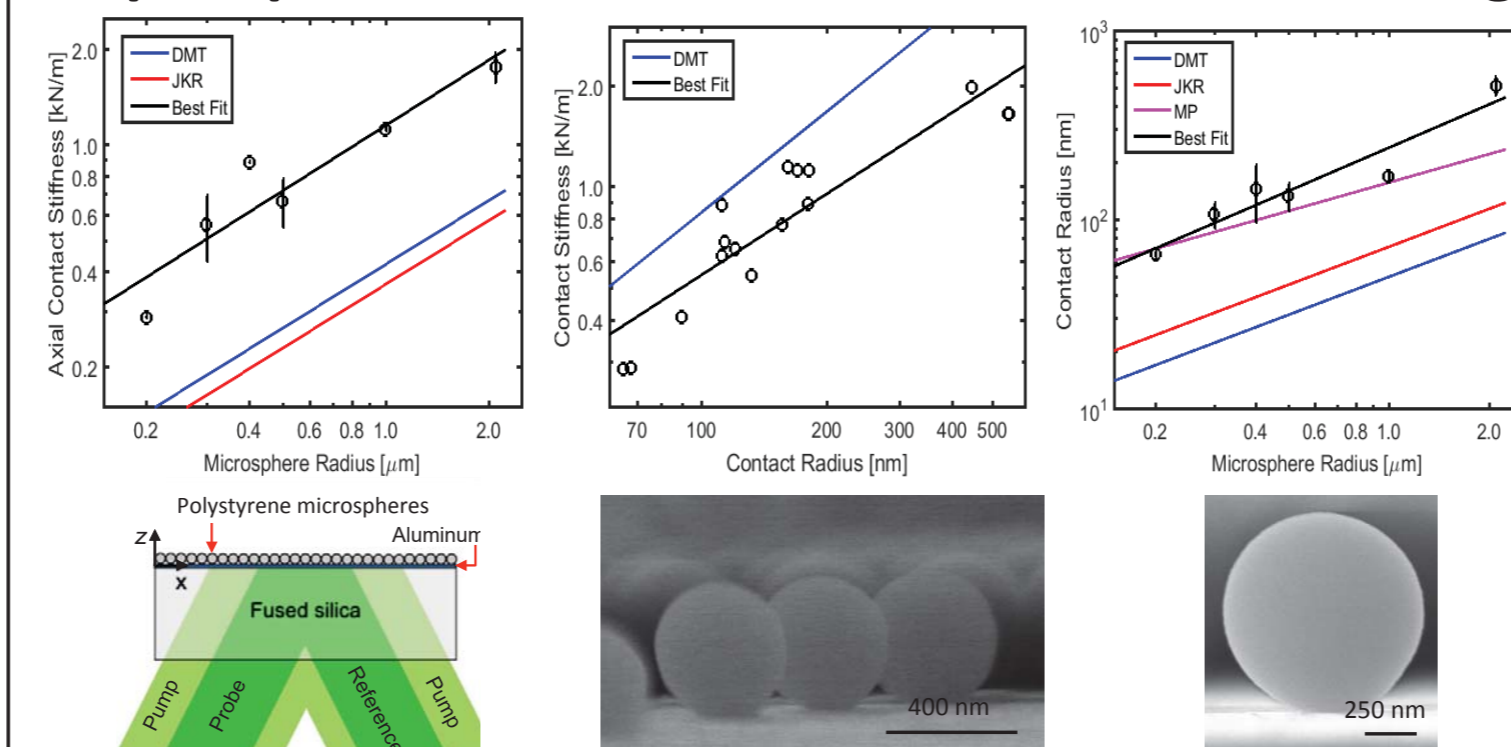 2.0
1.0
0.8
0.6
0.4
0.2
Axial Contact Stiffness [kN/m]
DMT
JKR
Best Fit
0.2
0.4
0.6
0.8
1.0
2.0
Microsphere Radius [μm]
2.0
1.0
0.8
0.6
0.4
Contact Stiffness [kN/m]
DMT
Best Fit
70
100
200
300
400
500
Contact Radius [nm]
10³
10²
10¹
Contact Radius [nm]
DMT
JKR
MP
Best Fit
0.2
0.4
0.6
0.8
1.0
2.0
Microsphere Radius [μm]
Polystyrene microspheres
Aluminum
z
x
Fused silica
Pump
Probe
Reference
Pump
400 nm
250 nm